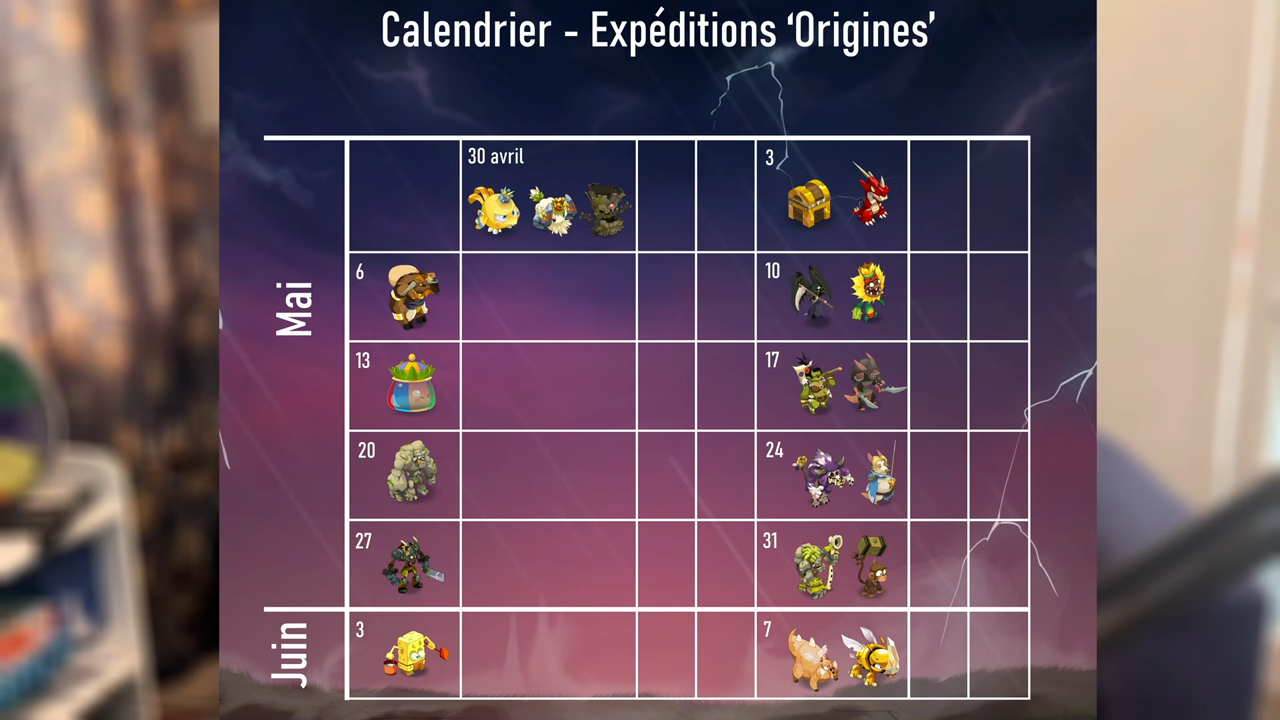 Calendrier - Expéditions ‘Origines’
Mai
30 avril
3
6
10
13
17
20
24
27
31
Juin
3
7